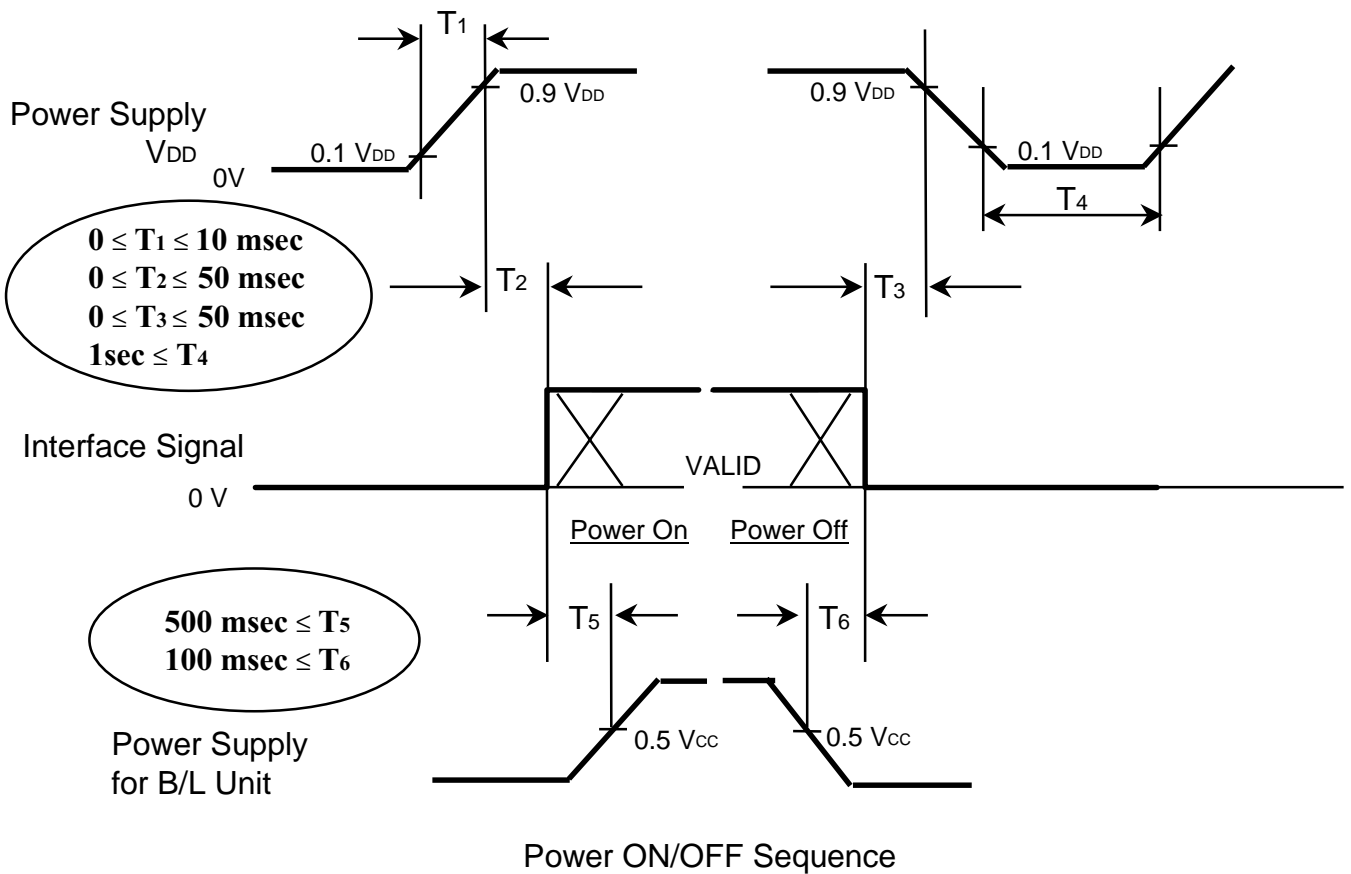 T1
0.9 VDD
0.9 VDD
Power Supply
VDD
0.1 VDD
0.1 VDD
0V
T4
0 ≤ T1 ≤ 10 msec
0 ≤ T2 ≤ 50 msec
0 ≤ T3 ≤ 50 msec
1sec ≤ T4
T2
T3
Interface Signal
VALID
0 V
Power On
Power Off
500 msec ≤ T5
100 msec ≤ T6
T5
T6
Power Supply
for B/L Unit
0.5 VCC
0.5 VCC
Power ON/OFF Sequence